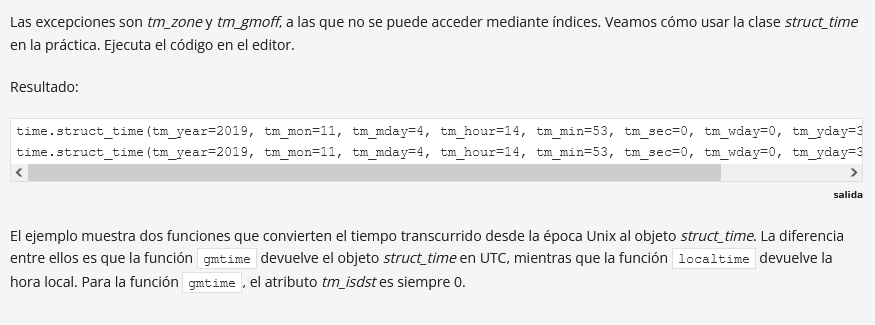 Las excepciones son tm_zone y tm_gmoff, a las que no se puede acceder mediante índices. Veamos cómo usar la clase struct_time
en la práctica. Ejecuta el código en el editor.
Resultado:
time.struct_time(tm_year=2019, tm_mon=11, tm_mday=4, tm_hour=14, tm_min=53, tm_sec=0, tm_wday=0, tm_yday=3
time.struct_time(tm_year=2019, tm_mon=11, tm_mday=4, tm_hour=14, tm_min=53, tm_sec=0, tm_wday=0, tm_yday=3
salida
El ejemplo muestra dos funciones que convierten el tiempo transcurrido desde la época Unix al objeto struct_time. La diferencia
entre ellos es que la función gmtime devuelve el objeto struct_time en UTC, mientras que la función localtime devuelve la
hora local. Para la función gmtime, el atributo tm_isdst es siempre 0.